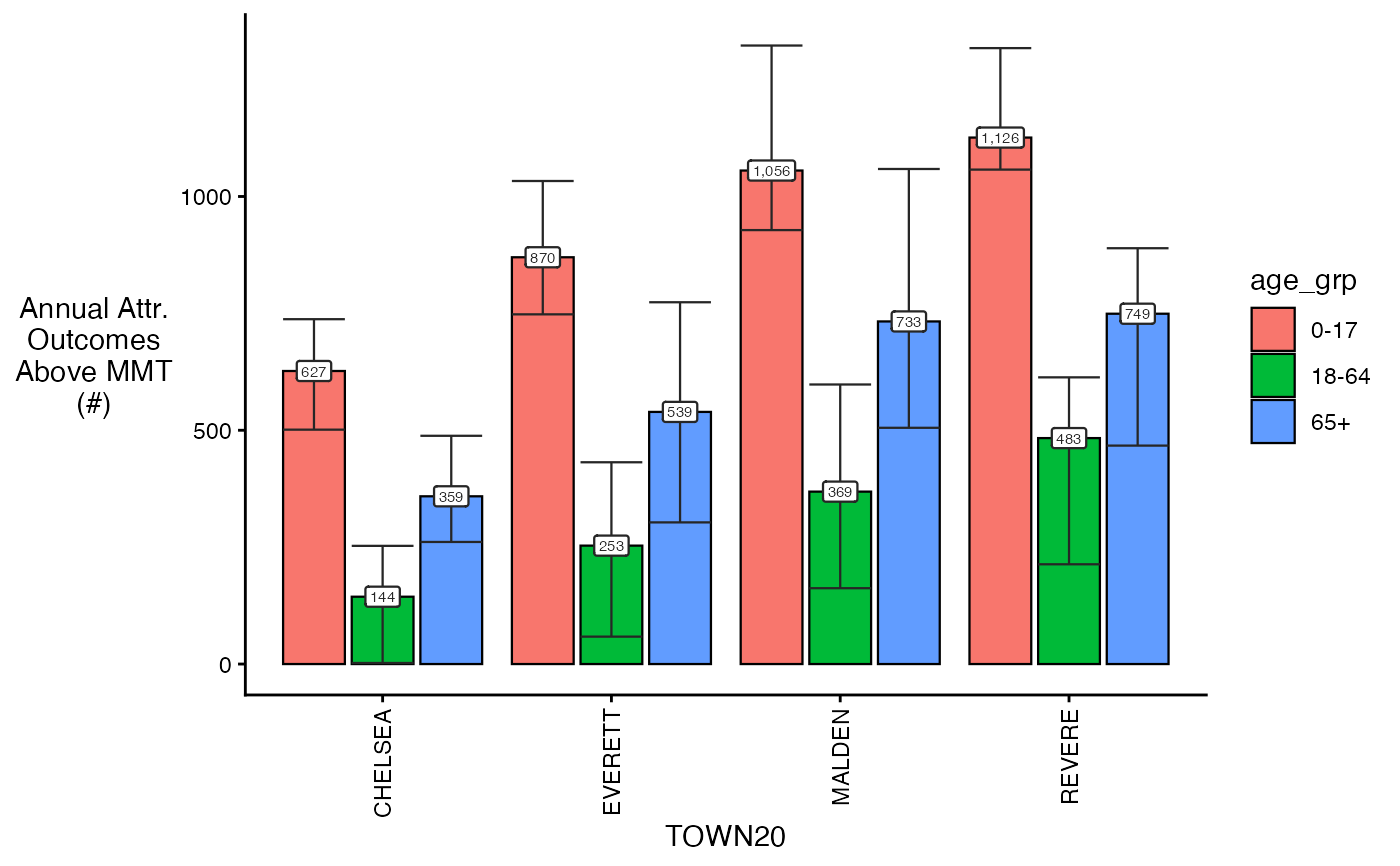 Annual Attr.
Outcomes
Above MMT
(#)
1000
500
0
627
144
359
870
253
539
1,056
369
733
1,126
483
749
CHELSEA
EVERETT
MALDEN
REVERE
TOWN20
age_grp
0-17
18-64
65+